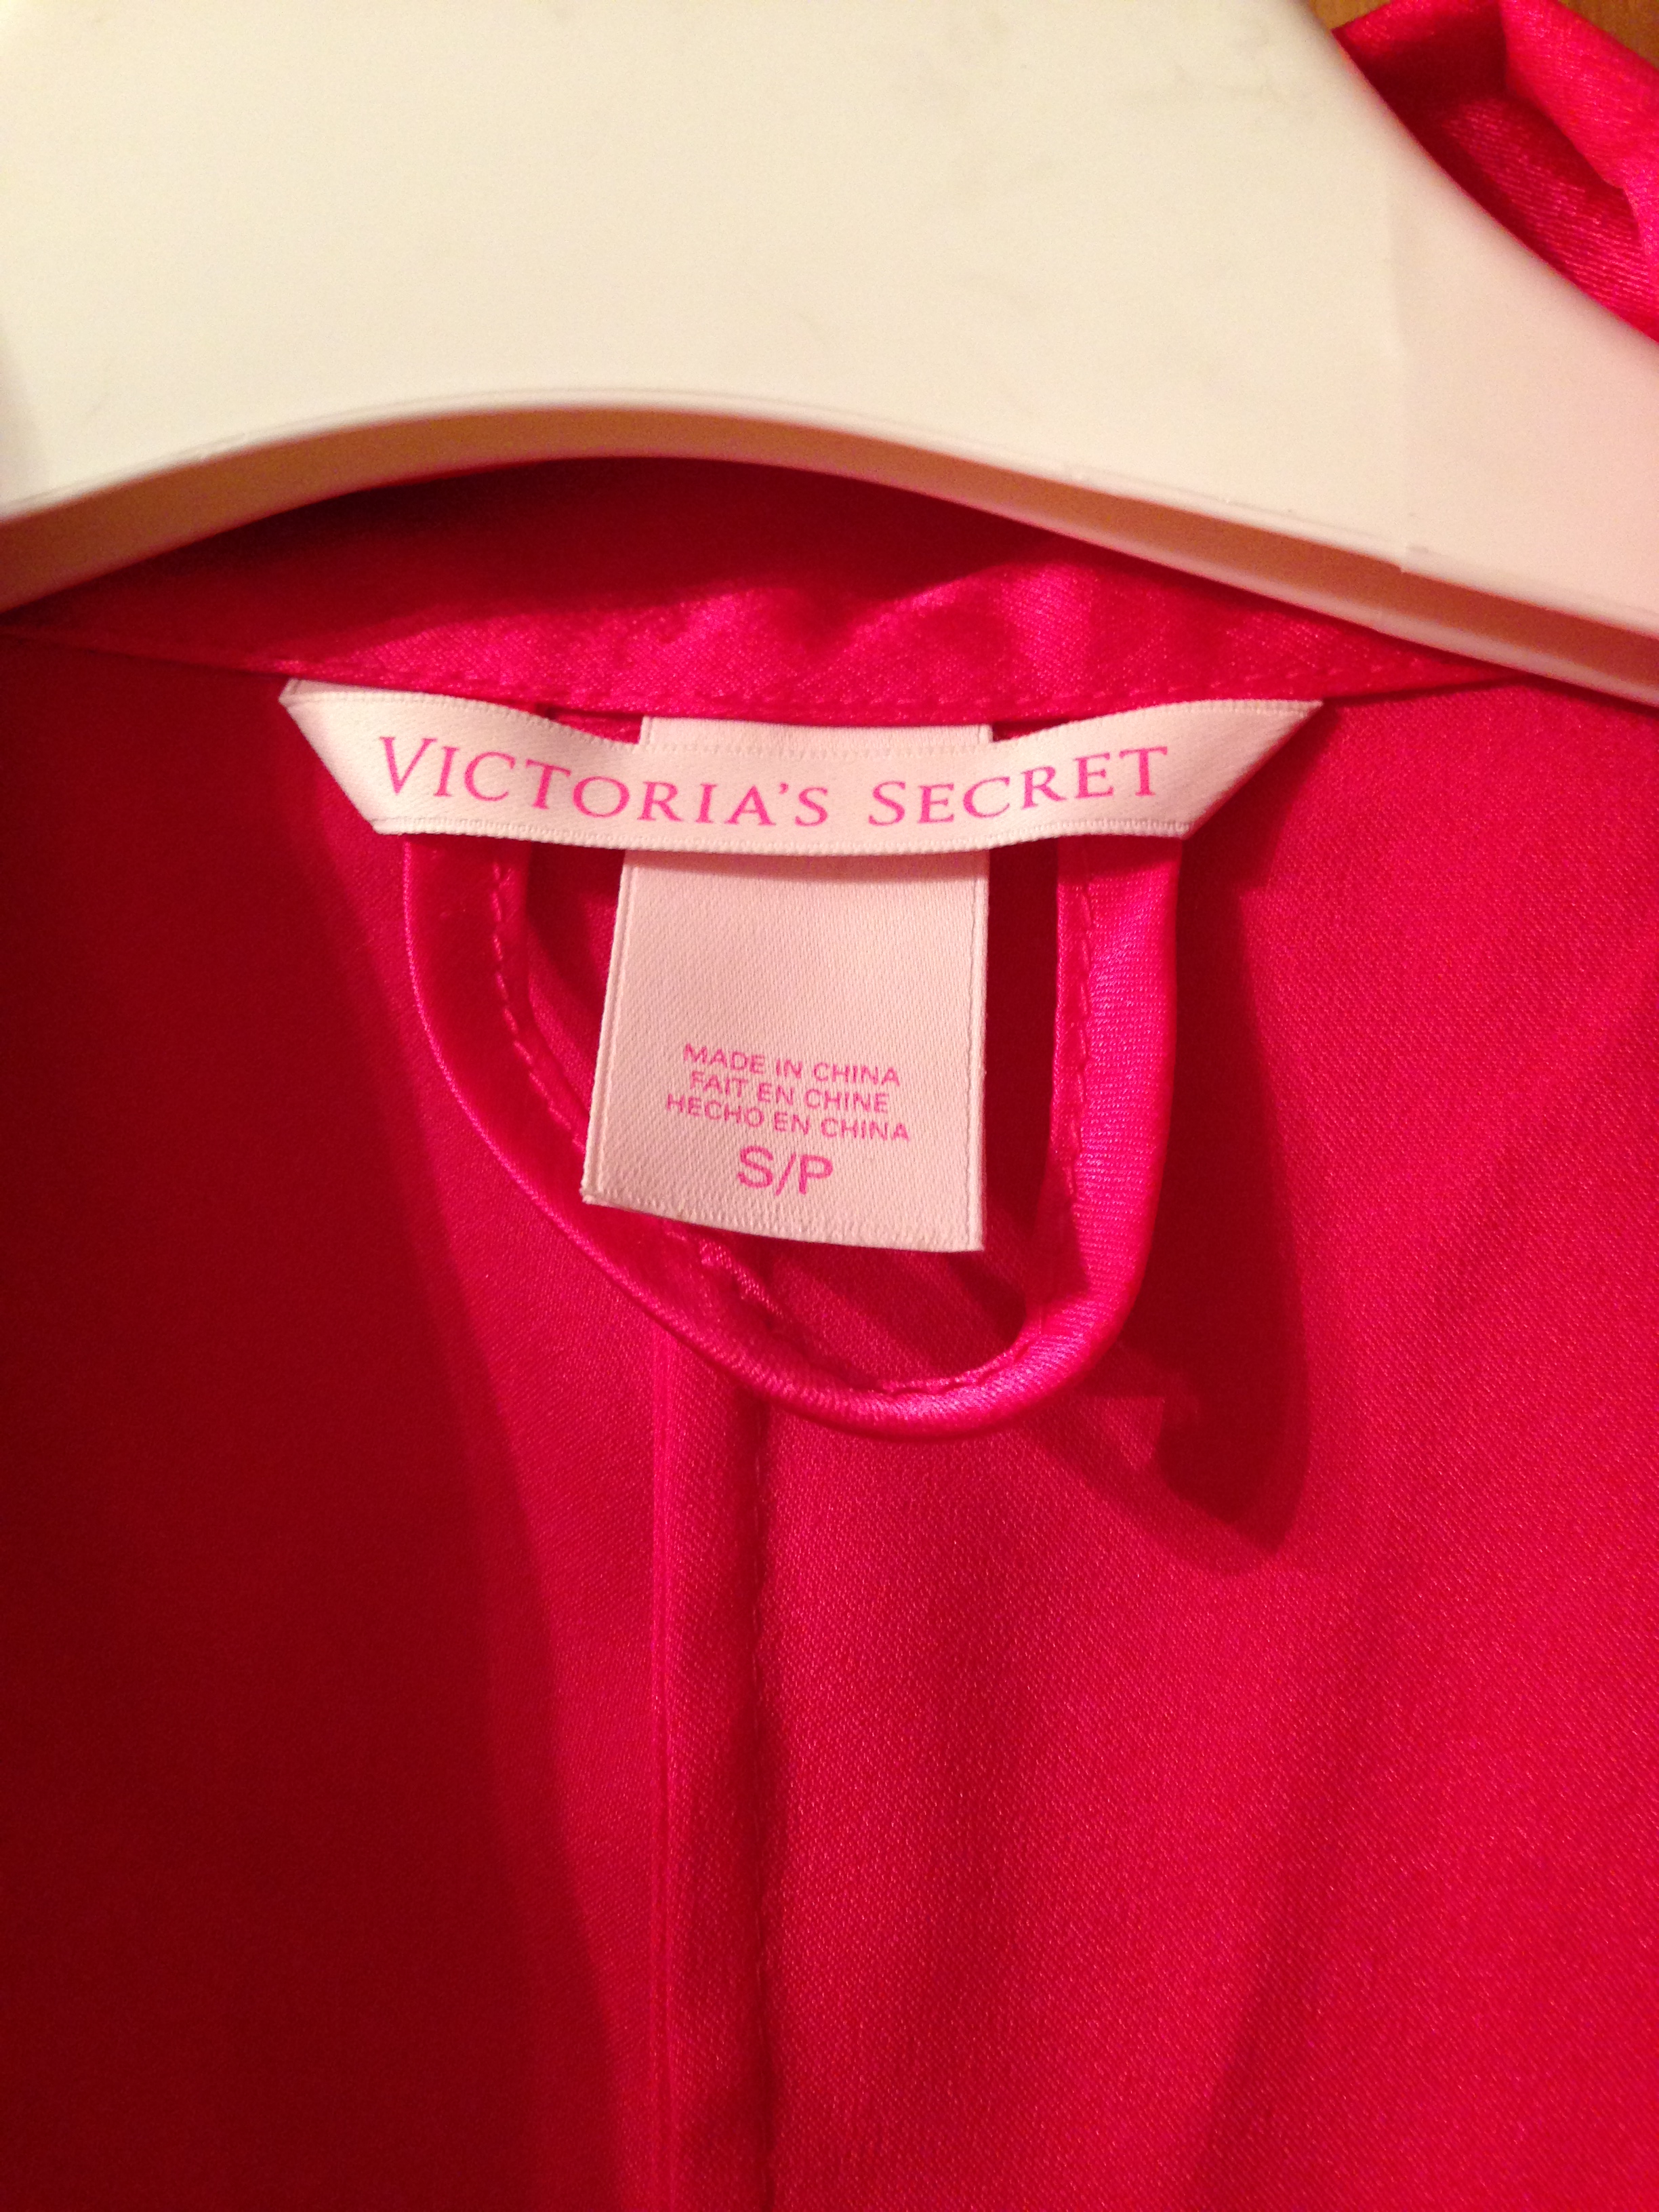 VICTORIA'S SECRET
MADE IN CHINA
FAIT EN CHINE
HECHO EN CHINA
S/P